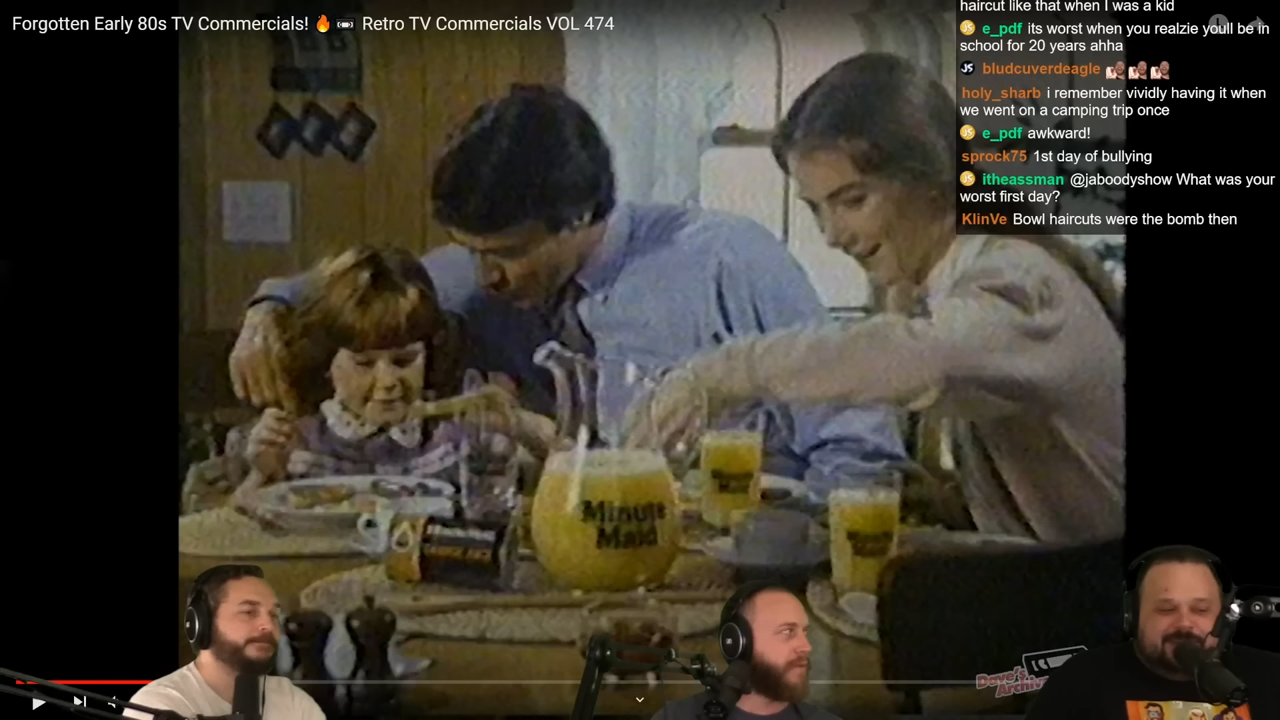 Forgotten Early 80s TV Commercials! 🔥 📼 Retro TV Commercials VOL 474
haircut like that when I was a kid
e_pdf its worst when you realzie youll be in
school for 20 years ahha
bludcuverdeagle
holy_sharb i remember vividly having it when
we went on a camping trip once
e_pdf awkward!
sprock75 1st day of bullying
itheassman @jaboodyshow What was your
worst first day?
KlinVe Bowl haircuts were the bomb then
Minute
Maid
Dave's
Archive